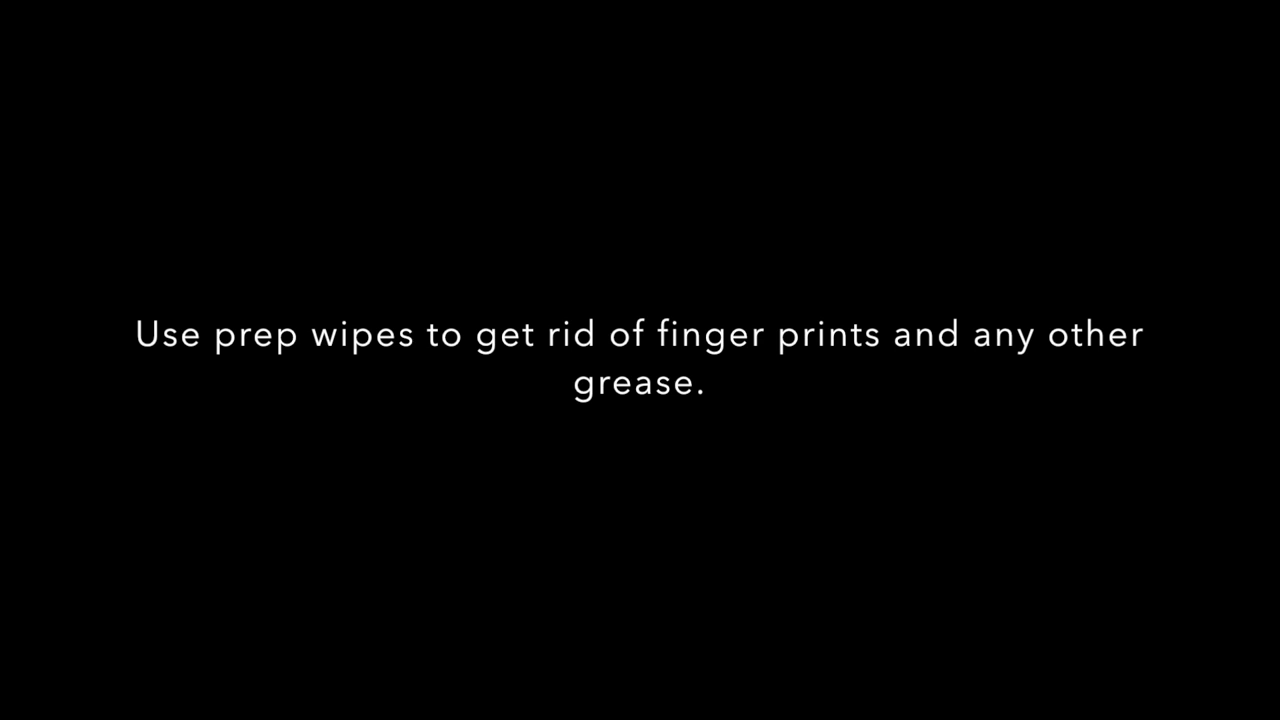 Use prep wipes to get rid of finger prints and any other
grease.